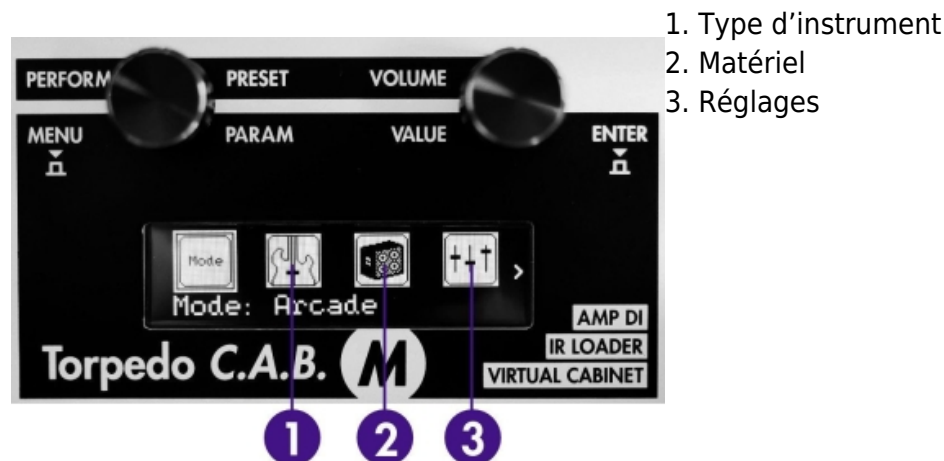 1. Type d’instrument
2. Matériel
3. Réglages
PERFORM PRESET VOLUME
MENU PARAM VALUE ENTER
Mode
Mode: Arcade
>
AMP DI
IR LOADER
VIRTUAL CABINET
Torpedo C.A.B. M
1 2 3